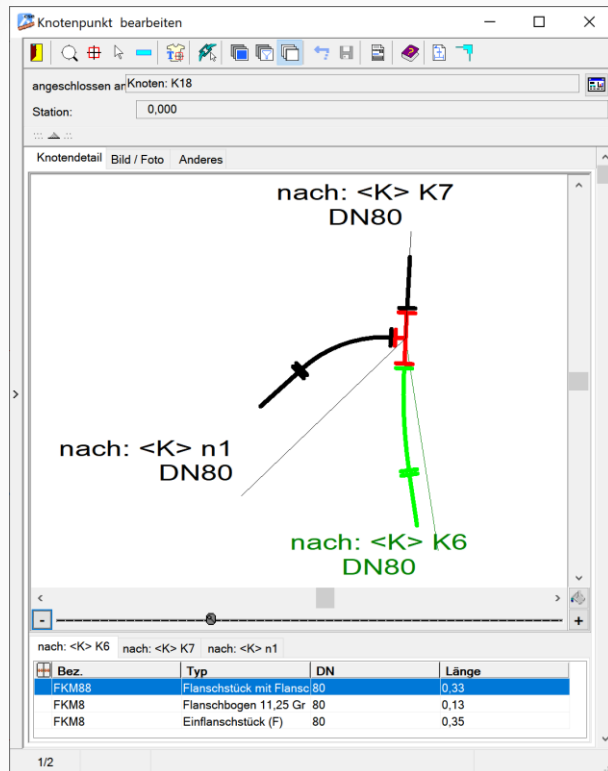 Knotenpunkt bearbeiten
angeschlossen an Knoten: K18
Station: 0,000
Knotendetail Bild / Foto Anderes
nach: <K> K7
DN80
nach: <K> n1
DN80
nach: <K> K6
DN80
- +
nach: <K> K6 nach: <K> K7 nach: <K> n1
Bez. Typ DN Länge
FKM88 Flanschstück mit Flansc 80 0,33
FKM8 Flanschbogen 11,25 Gr 80 0,13
FKM8 Einflanschstück (F) 80 0,35
1/2